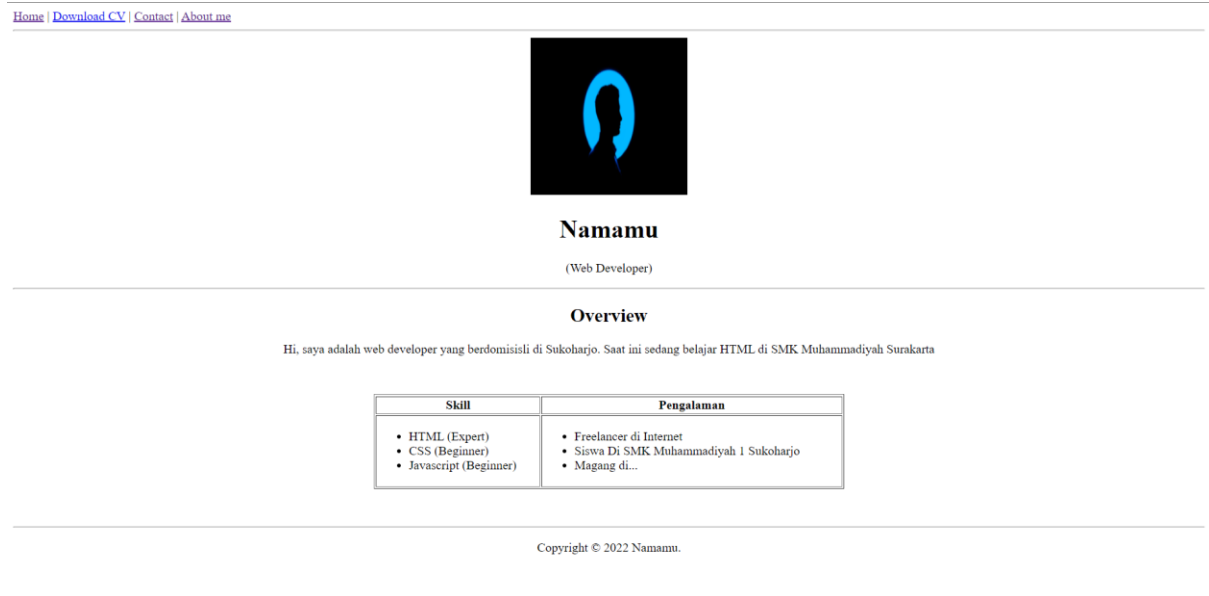 Home | Download CV | Contact | About me
Namamu
(Web Developer)
Overview
Hi, saya adalah web developer yang berdomisisli di Sukoharjo. Saat ini sedang belajar HTML di SMK Muhammadiyah Surakarta
Skill
Pengalaman
• HTML (Expert)
• CSS (Beginner)
• Javascript (Beginner)
• Freelancer di Internet
• Siswa Di SMK Muhammadiyah 1 Sukoharjo
• Magang di...
Copyright © 2022 Namamu.